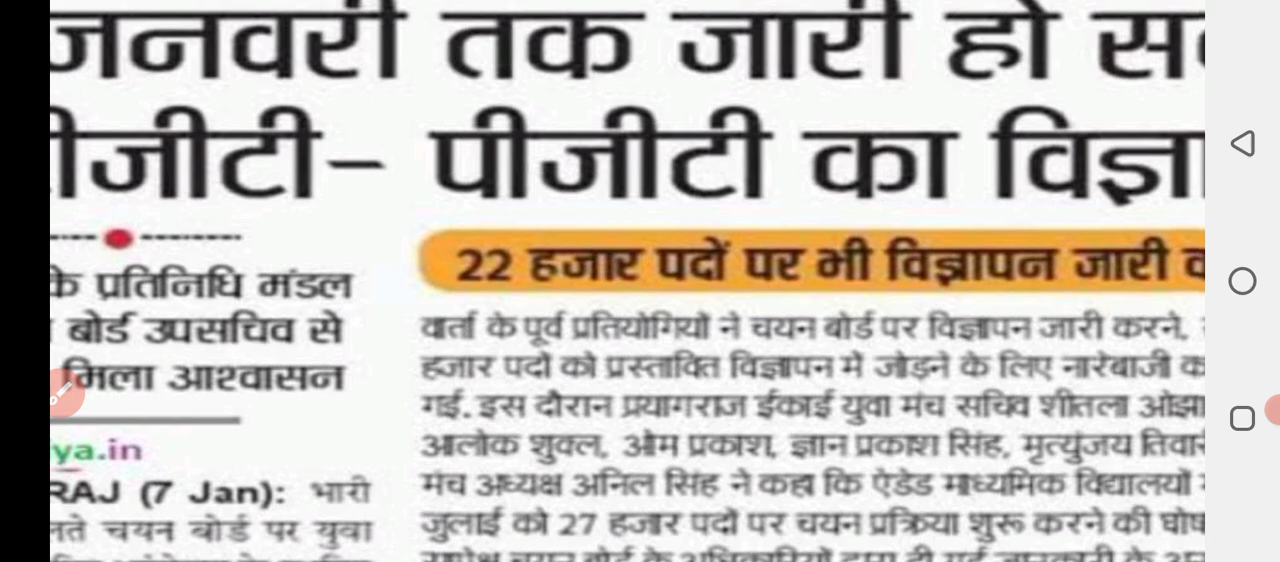 जनवरी तक जारी हो
टीजीटी- पीजीटी का
प्रतिनिधि मंडल
बोर्ड उपसचिव से
मिला आश्वासन
ya.in
RAJ (7 Jan): भारी
चयन बोर्ड पर युवा
22 हजार पदों पर भी विज्ञापन जारी
वार्ता के पूर्व प्रतियोगियों ने चयन बोर्ड पर विज्ञापन जारी करने,
हजार पदों को प्रस्तावित विज्ञापन में जोड़ने के लिए नारेबाजी
गई. इस दौरान प्रयागराज ईकाई युवा मंच सचिव शीतला ओझा
आलोक शुक्ल, ओम प्रकाश, ज्ञान प्रकाश सिंह, मृत्युंजय
मंच अध्यक्ष अनिल सिंह ने कहा कि ऐडेड माध्यमिक विद्यालयों
जुलाई को 27 हजार पदों पर चयन प्रक्रिया शुरू करने की